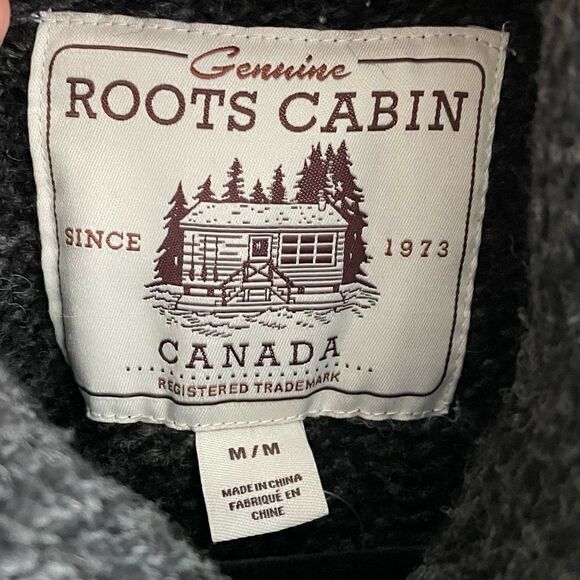 Genuine
ROOTS CABIN
SINCE 1973
CANADA
REGISTERED TRADEMARK
M/M
MADE IN CHINA
FABRIQUÉ EN
CHINE